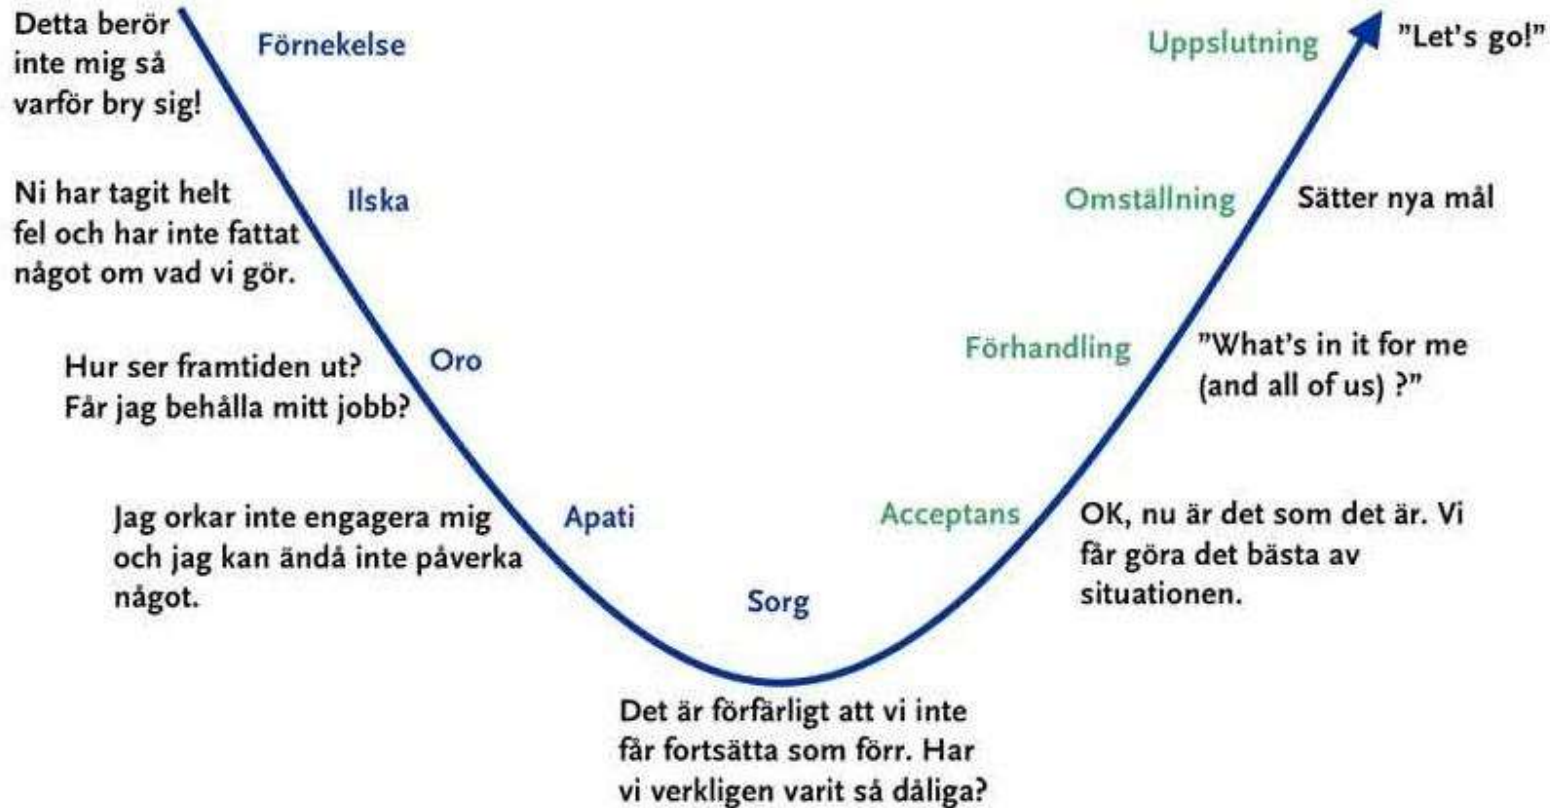 Detta berör
inte mig så
varför bry sig!
Förnekelse
Ni har tagit helt
fel och har inte fattat
något om vad vi gör.
Ilska
Hur ser framtiden ut?
Får jag behålla mitt jobb?
Oro
Jag orkar inte engagera mig
och jag kan ändå inte påverka
något.
Apati
Sorg
Det är förfärligt att vi inte
får fortsätta som förr. Har
vi verkligen varit så dåliga?
Acceptans
OK, nu är det som det är. Vi
får göra det bästa av
situationen.
Förhandling
”What's in it for me
(and all of us) ?”
Omställning
Sätter nya mål
Uppslutning
”Let's go!”